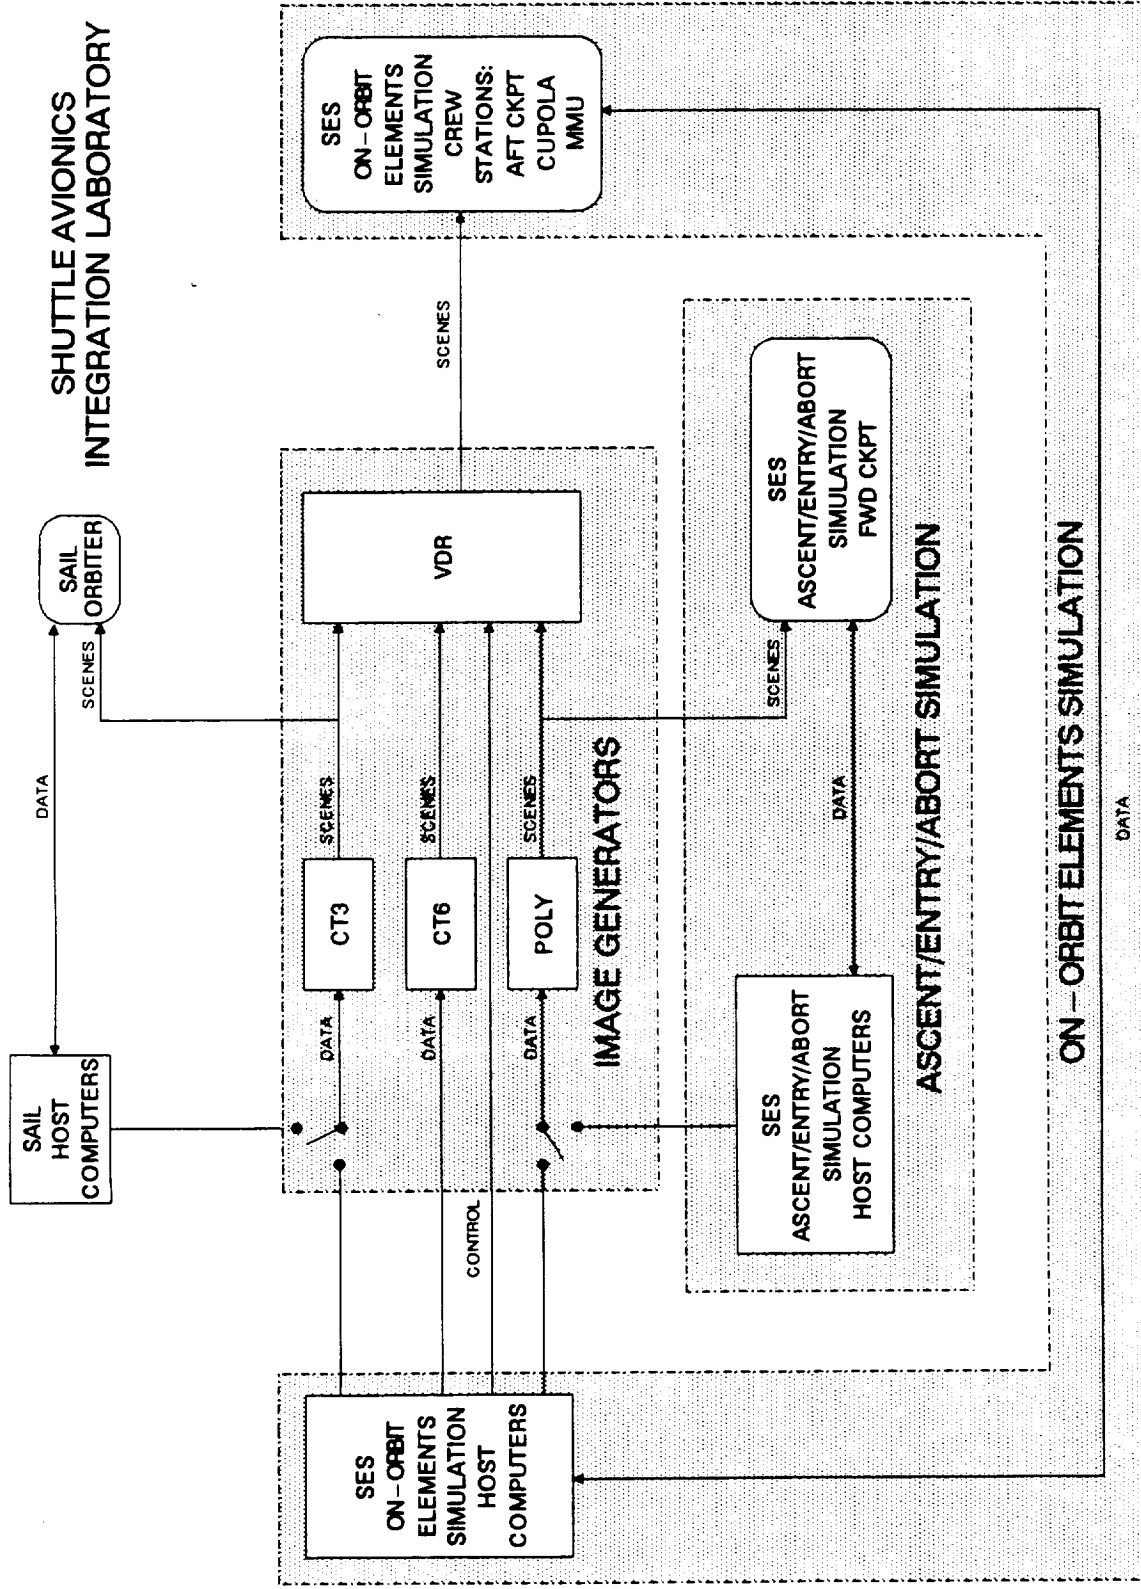 SHUTTLE AVIONICS
INTEGRATION LABORATORY
SAIL
HOST
COMPUTERS
DATA
SAIL
ORBITER
SCENES
SES
ON-ORBIT
ELEMENTS
SIMULATION
HOST
COMPUTERS
CONTROL
DATA
CT3
SCENES
DATA
CT6
SCENES
DATA
POLY
SCENES
VDR
IMAGE GENERATORS
SCENES
SES
ON-ORBIT
ELEMENTS
SIMULATION
CREW
STATIONS:
AFT CKPT
CUPOLA
MMU
SES
ASCENT/ENTRY/ABORT
SIMULATION
HOST COMPUTERS
DATA
SCENES
SES
ASCENT/ENTRY/ABORT
SIMULATION
FWD CKPT
ASCENT/ENTRY/ABORT SIMULATION
ON-ORBIT ELEMENTS SIMULATION
DATA